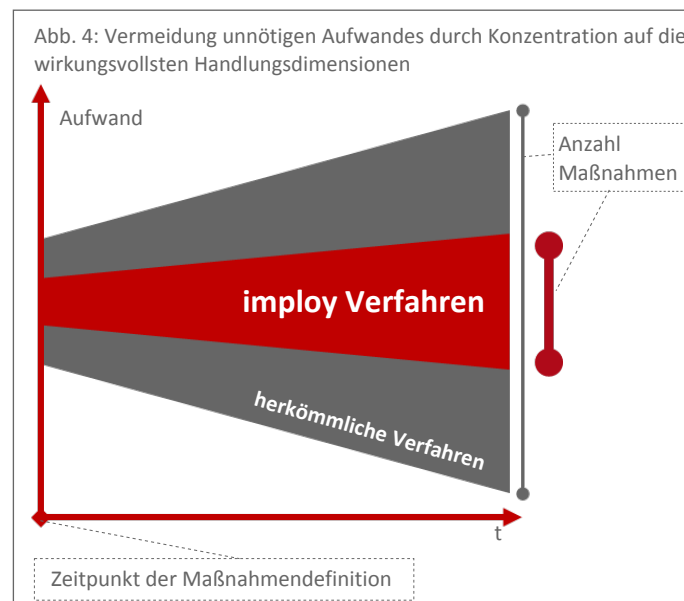 Abb. 4: Vermeidung unnötigen Aufwandes durch Konzentration auf die
wirkungsvollsten Handlungsdimensionen
Aufwand
Anzahl
Maßnahmen
imploy Verfahren
herkömmliche Verfahren
t
Zeitpunkt der Maßnahmendefinition